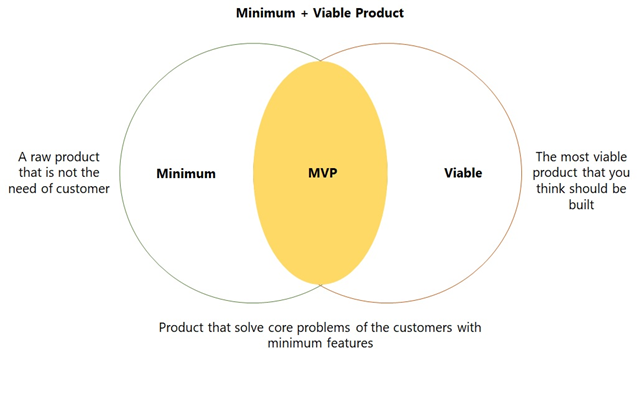 Minimum + Viable Product
A raw product
that is not the
need of customer
Minimum
MVP
Viable
The most viable
product that you
think should be
built
Product that solve core problems of the customers with
minimum features